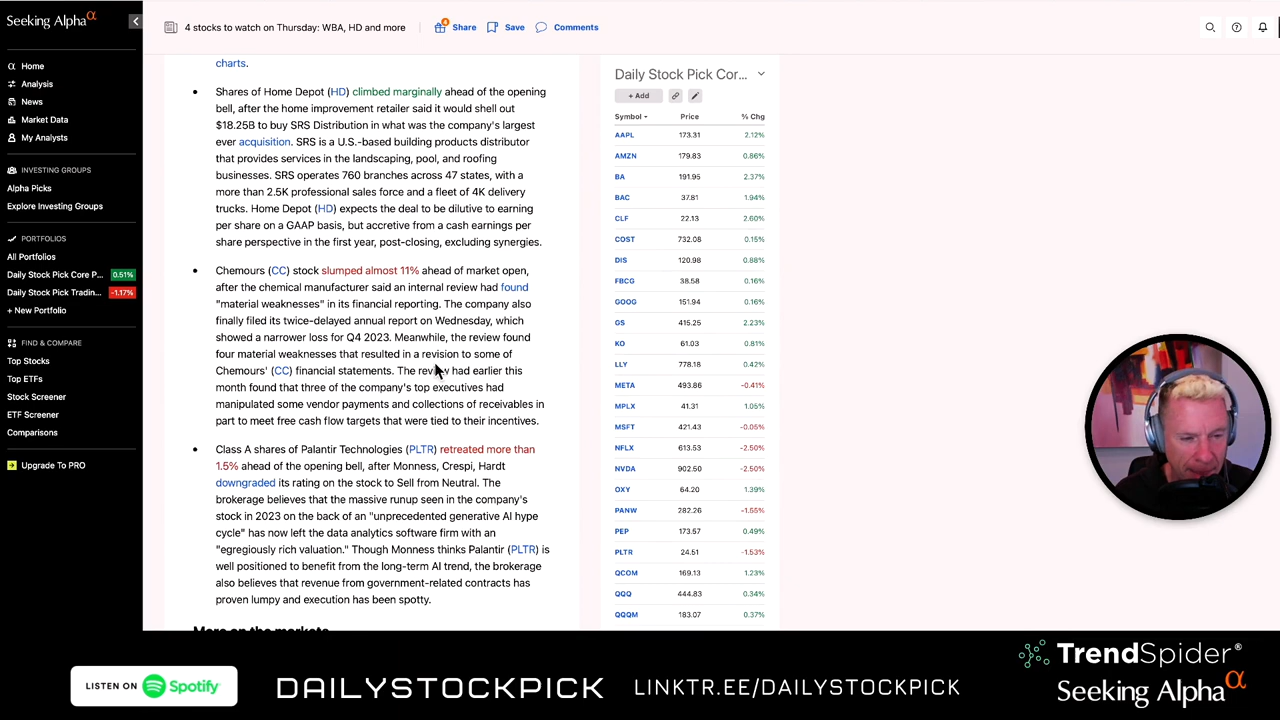 Seeking Alpha α
Home
Analysis
News
Market Data
My Analysts
INVESTING GROUPS
Alpha Picks
Explore Investing Groups
PORTFOLIOS
All Portfolios
Daily Stock Pick Core P... 0.51%
Daily Stock Pick Tradin... -1.17%
+ New Portfolio
FIND & COMPARE
Top Stocks
Top ETFs
Stock Screener
ETF Screener
Comparisons
Upgrade To PRO
4 stocks to watch on Thursday: WBA, HD and more
4 Share Save Comments
charts.
• Shares of Home Depot (HD) climbed marginally ahead of the opening
bell, after the home improvement retailer said it would shell out
$18.25B to buy SRS Distribution in what was the company's largest
ever acquisition. SRS is a U.S.-based building products distributor
that provides services in the landscaping, pool, and roofing
businesses. SRS operates 760 branches across 47 states, with a
more than 2.5K professional sales force and a fleet of 4K delivery
trucks. Home Depot (HD) expects the deal to be dilutive to earning
per share on a GAAP basis, but accretive from a cash earnings per
share perspective in the first year, post-closing, excluding synergies.
• Chemours (CC) stock slumped almost 11% ahead of market open,
after the chemical manufacturer said an internal review had found
"material weaknesses" in its financial reporting. The company also
finally filed its twice-delayed annual report on Wednesday, which
showed a narrower loss for Q4 2023. Meanwhile, the review found
four material weaknesses that resulted in a revision to some of
Chemours' (CC) financial statements. The review had earlier this
month found that three of the company's top executives had
manipulated some vendor payments and collections of receivables in
part to meet free cash flow targets that were tied to their incentives.
• Class A shares of Palantir Technologies (PLTR) retreated more than
1.5% ahead of the opening bell, after Monness, Crespi, Hardt
downgraded its rating on the stock to Sell from Neutral. The
brokerage believes that the massive runup seen in the company's
stock in 2023 on the back of an "unprecedented generative AI hype
cycle" has now left the data analytics software firm with an
"egregiously rich valuation." Though Monness thinks Palantir (PLTR) is
well positioned to benefit from the long-term AI trend, the brokerage
also believes that revenue from government-related contracts has
proven lumpy and execution has been spotty.
More on the markets
Daily Stock Pick Cor...
+ Add
Symbol Price % Chg
AAPL 173.31 2.12%
AMZN 179.83 0.86%
BA 191.95 2.37%
BAC 37.81 1.94%
CLF 22.13 2.60%
COST 732.08 0.15%
DIS 120.98 0.88%
FBCG 38.58 0.16%
GOOG 151.94 0.16%
GS 415.25 2.23%
KO 61.03 0.81%
LLY 778.18 0.42%
META 493.86 -0.41%
MPLX 41.31 1.05%
MSFT 421.43 -0.05%
NFLX 613.53 -2.50%
NVDA 902.50 -2.50%
OXY 64.20 1.39%
PANW 282.26 -1.55%
PEP 173.57 0.49%
PLTR 24.51 -1.53%
QCOM 169.13 1.23%
QQQ 444.83 0.34%
QQQM 183.07 0.37%
LISTEN ON Spotify
DAILYSTOCKPICK
LINKTR.EE/DAILYSTOCKPICK
TrendSpider®
Seeking Alpha α